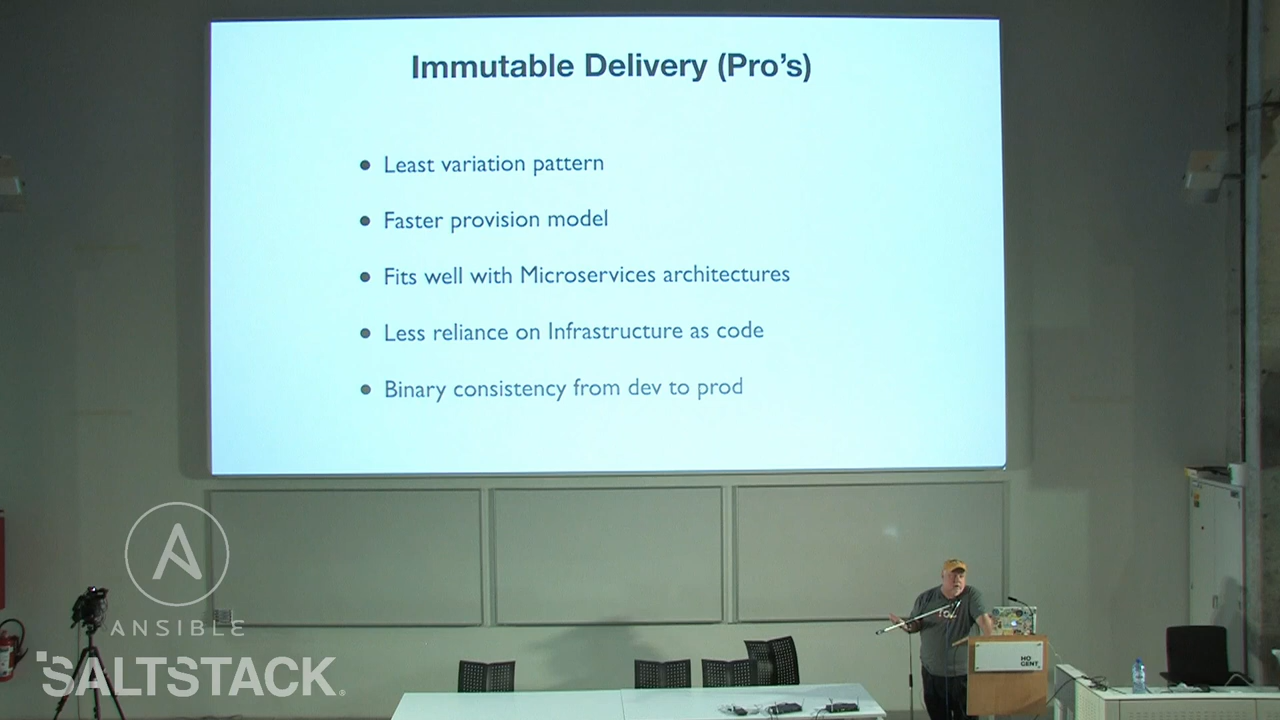 Immutable Delivery (Pro's)
Least variation pattern
Faster provision model
Fits well with Microservices architectures
Less reliance on Infrastructure as code
Binary consistency from dev to prod
ANSIBLE
SALTSTACK
HO
GENT